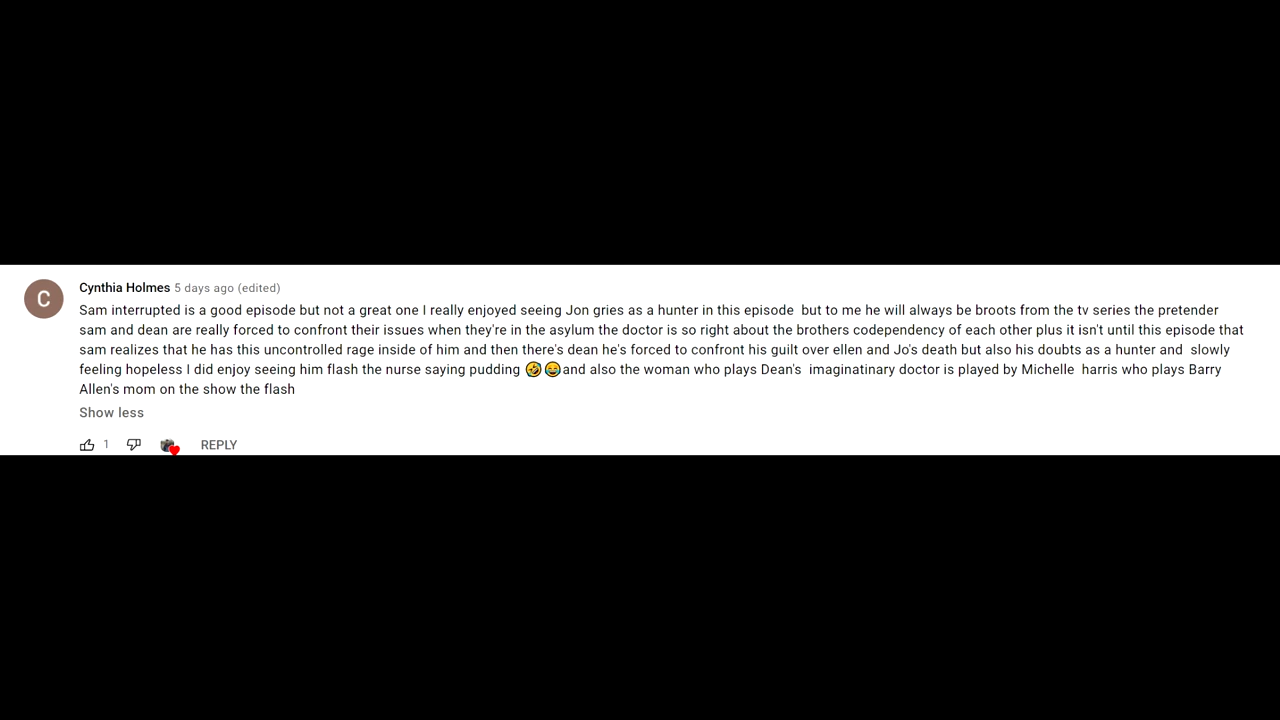 C
Cynthia Holmes 5 days ago (edited)
Sam interrupted is a good episode but not a great one I really enjoyed seeing Jon gries as a hunter in this episode  but to me he will always be broots from the tv series the pretender
sam and dean are really forced to confront their issues when they're in the asylum the doctor is so right about the brothers codependency of each other plus it isn't until this episode that
sam realizes that he has this uncontrolled rage inside of him and then there's dean he's forced to confront his guilt over ellen and Jo's death but also his doubts as a hunter and  slowly
feeling hopeless I did enjoy seeing him flash the nurse saying pudding 🤣😂and also the woman who plays Dean's  imaginatinary doctor is played by Michelle  harris who plays Barry
Allen's mom on the show the flash
Show less
1 REPLY